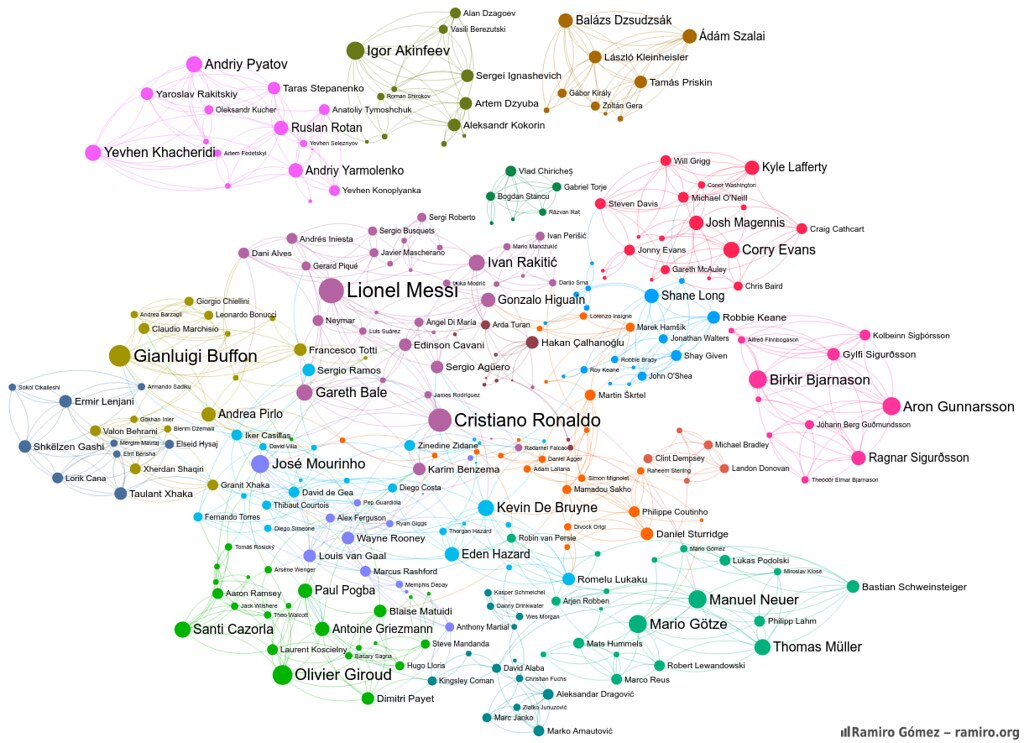 Alan Dzagoev
Balázs Dzsudzsák
Vasili Berezutski
Ádám Szalai
Igor Akinfeev
László Kleinheisler
Andriy Pyatov
Sergei Ignashevich
Tamás Priskin
Taras Stepanenko
Yaroslav Rakitskiy
Roman Shirokov
Gábor Király
Artem Dzyuba
Zoltán Gera
Oleksandr Kucher
Anatoliy Tymoshchuk
Aleksandr Kokorin
Ruslan Rotan
Yevhen Seleznyov
Yevhen Khacheridi
Artem Fedetskyi
Will Grigg
Kyle Lafferty
Andriy Yarmolenko
Vlad Chiricheș
Conor Washington
Yevhen Konoplyanka
Gabriel Torje
Bogdan Stancu
Michael O'Neill
Steven Davis
Răzvan Raț
Sergi Roberto
Josh Magennis
Craig Cathcart
Sergio Busquets
Ivan Perišić
Andrés Iniesta
Mario Mandžukić
Dani Alves
Javier Mascherano
Jonny Evans
Corry Evans
Gerard Piqué
Ivan Rakitić
Gareth McAuley
Luka Modrić
Darijo Srna
Chris Baird
Lionel Messi
Shane Long
Giorgio Chiellini
Gonzalo Higuaín
Andrea Barzagli
Leonardo Bonucci
Lorenzo Insigne
Robbie Keane
Neymar
Ángel Di María
Arda Turan
Claudio Marchisio
Luis Suárez
Marek Hamšík
Kolbeinn Sigþórsson
Jonathan Walters
Alfreð Finnbogason
Edinson Cavani
Hakan Çalhanoğlu
Francesco Totti
Gylfi Sigurðsson
Gianluigi Buffon
Shay Given
Robbie Brady
Sergio Ramos
Sergio Agüero
Roy Keane
John O'Shea
Birkir Bjarnason
Sokol Cikalleshi
Armando Sadiku
Gareth Bale
James Rodríguez
Martin Škrtel
Ermir Lenjani
Aron Gunnarsson
Andrea Pirlo
Cristiano Ronaldo
Gökhan Inler
Jóhann Berg Guðmundsson
Valon Behrami
Blerim Džemaili
Iker Casillas
Mërgim Mavraj
Elseid Hysaj
David Villa
Zinedine Zidane
Radamel Falcao
Michael Bradley
Shkëlzen Gashi
Etrit Berisha
Daniel Agger
Clint Dempsey
Ragnar Sigurðsson
José Mourinho
Xherdan Shaqiri
Karim Benzema
Adam Lallana
Raheem Sterling
Landon Donovan
Lorik Cana
Simon Mignolet
Theódór Elmar Bjarnason
Granit Xhaka
Diego Costa
Mamadou Sakho
Taulant Xhaka
David de Gea
Pep Guardiola
Thibaut Courtois
Kevin De Bruyne
Philippe Coutinho
Fernando Torres
Alex Ferguson
Ryan Giggs
Diego Simeone
Thorgan Hazard
Divock Origi
Daniel Sturridge
Wayne Rooney
Robin van Persie
Tomáš Rosický
Louis van Gaal
Eden Hazard
Mario Gómez
Lukas Podolski
Arsène Wenger
Marcus Rashford
Miroslav Klose
Romelu Lukaku
Memphis Depay
Bastian Schweinsteiger
Aaron Ramsey
Paul Pogba
Kasper Schmeichel
Jack Wilshere
Arjen Robben
Manuel Neuer
Theo Walcott
Blaise Matuidi
Danny Drinkwater
Wes Morgan
Philipp Lahm
Santi Cazorla
Antoine Griezmann
Anthony Martial
Mario Götze
Steve Mandanda
Mats Hummels
Thomas Müller
Laurent Koscielny
Bacary Sagna
Hugo Lloris
David Alaba
Robert Lewandowski
Olivier Giroud
Kingsley Coman
Christian Fuchs
Marco Reus
Dimitri Payet
Aleksandar Dragović
Zlatko Junuzović
Marc Janko
Marko Arnautović
Ramiro Gómez – ramiro.org